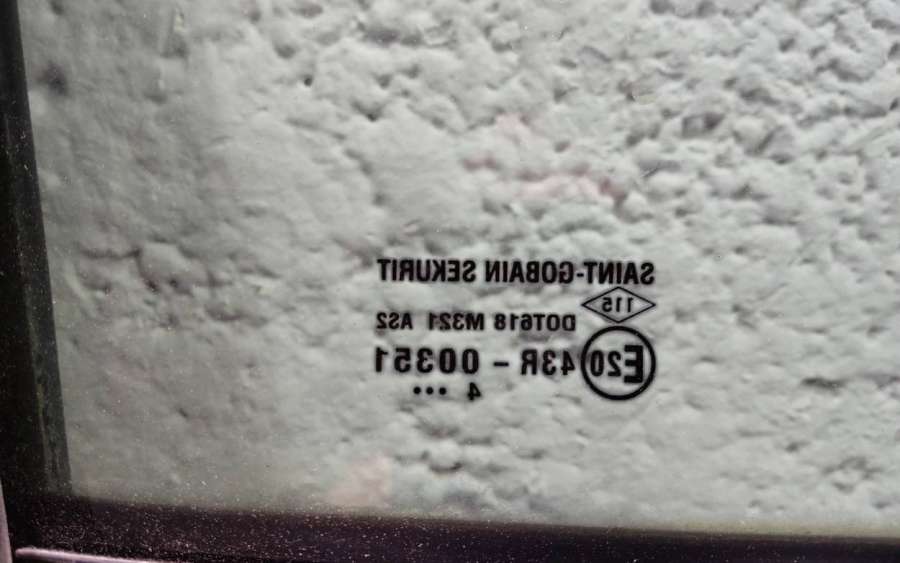 SAINT-GOBAIN SEKURIT
115
DOT618 M321 AS2
E20 43R - 00351
4 •••